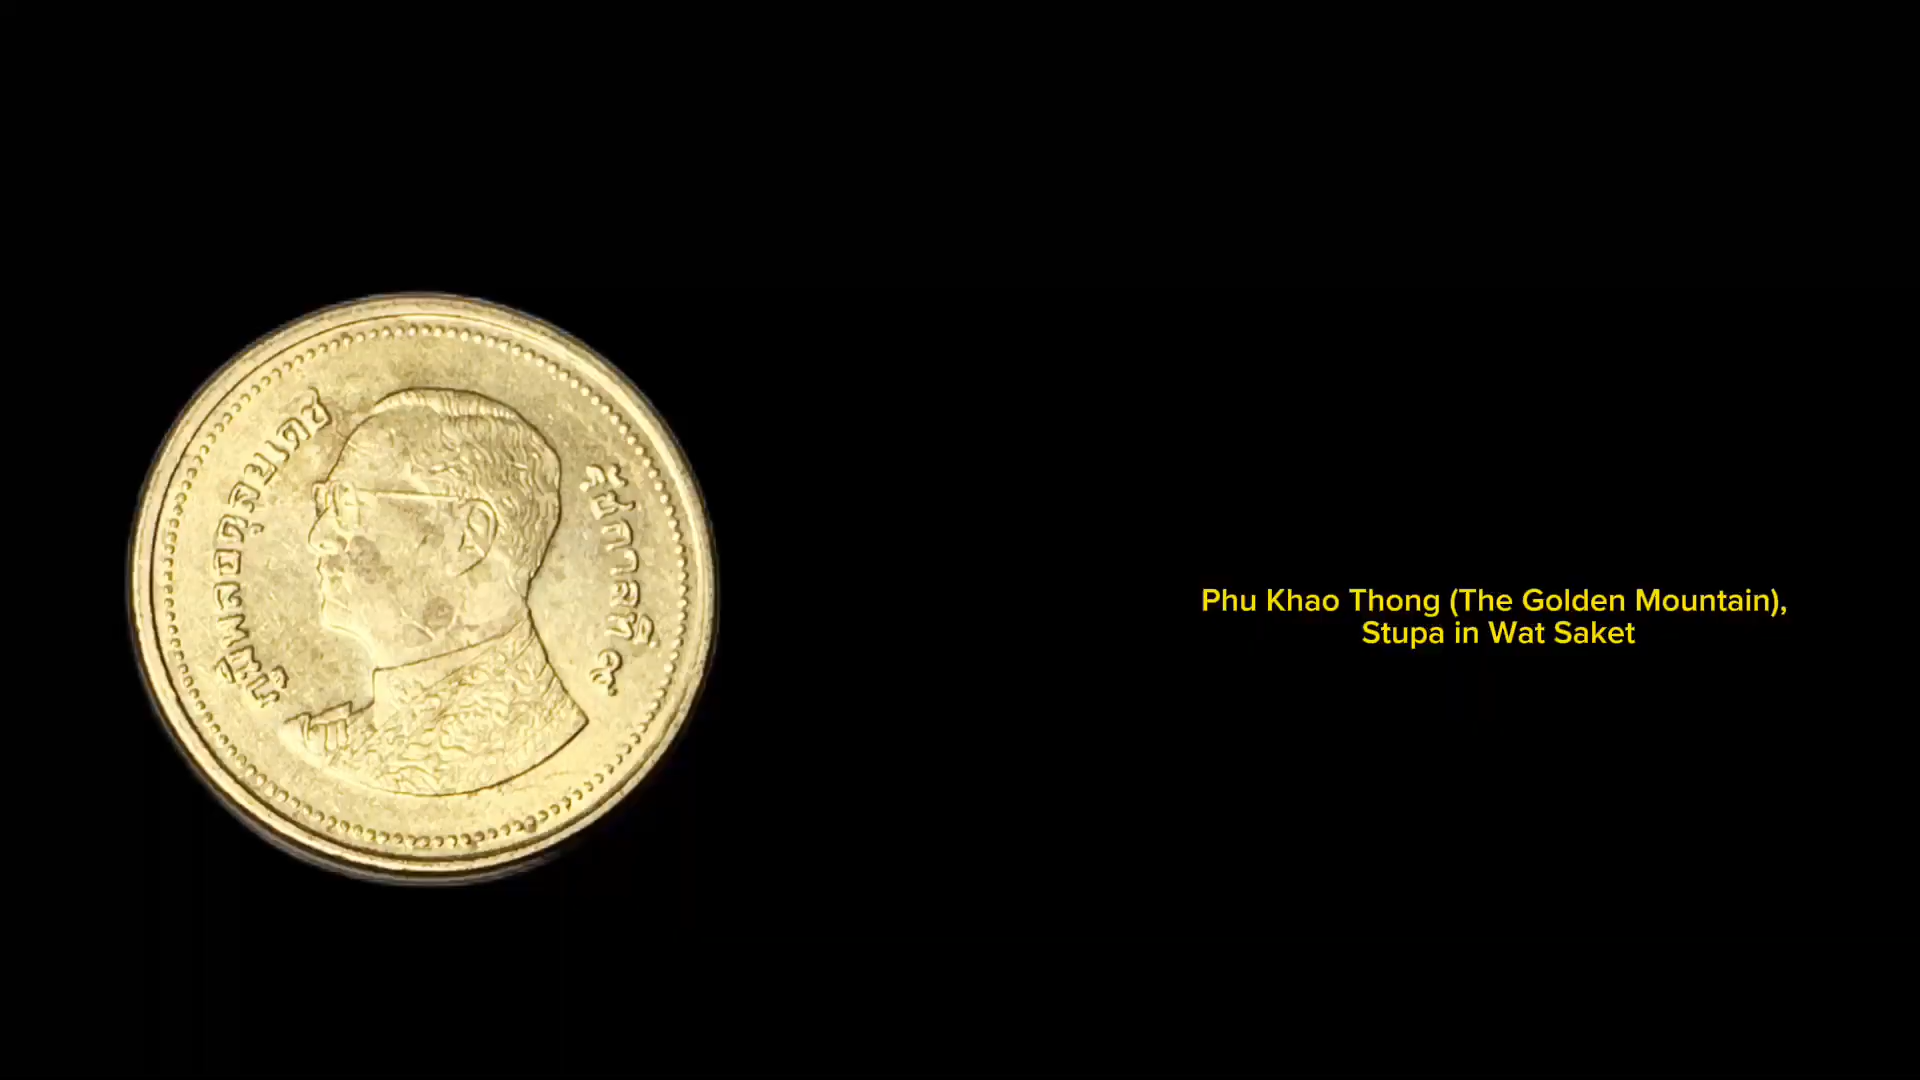 ภูมิพลอดุลยเดช
รัชกาลที่ ๙
Phu Khao Thong (The Golden Mountain),
Stupa in Wat Saket